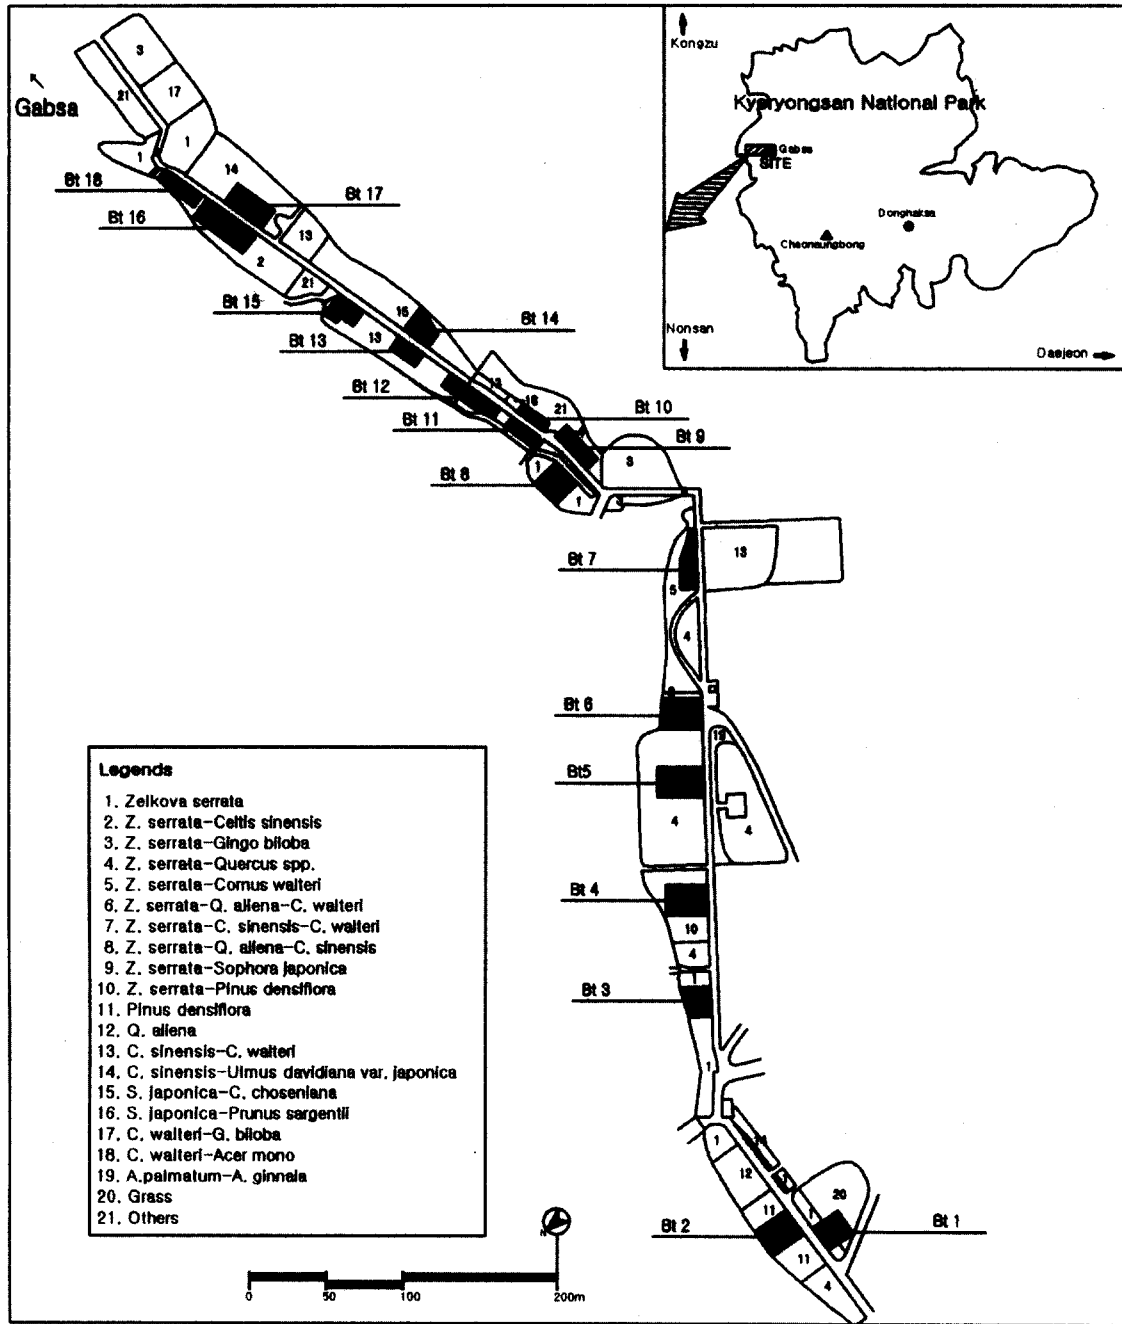 Kongzu
Kyeryongsan National Park
Gabsa
SITE
Donghaksa
Cheonaungbong
Nonsan
Daejeon
Gabsa
3
21
17
1
1
14
Bt 18
Bt 17
Bt 16
13
2
21
Bt 15
16
Bt 14
13
Bt 13
13
Bt 12
16
21
Bt 10
Bt 11
Bt 9
3
1
Bt 8
1
Bt 7
13
5
4
Bt 6
19
Bt5
4
4
Bt 4
10
4
1
Bt 3
1
1
12
20
11
1
Bt 2
Bt 1
11
4
Legends
1. Zelkova serrata
2. Z. serrata-Celtis sinensis
3. Z. serrata-Gingo biloba
4. Z. serrata-Quercus spp.
5. Z. serrata-Cornus walteri
6. Z. serrata-Q. aliena-C. walteri
7. Z. serrata-C. sinensis-C. walteri
8. Z. serrata-Q. aliena-C. sinensis
9. Z. serrata-Sophora japonica
10. Z. serrata-Pinus densiflora
11. Pinus densiflora
12. Q. aliena
13. C. sinensis-C. walteri
14. C. sinensis-Ulmus davidiana var. japonica
15. S. japonica-C. choseniana
16. S. japonica-Prunus sargentii
17. C. walteri-G. biloba
18. C. walteri-Acer mono
19. A.palmatum-A. ginnala
20. Grass
21. Others
N
0 50 100 200m